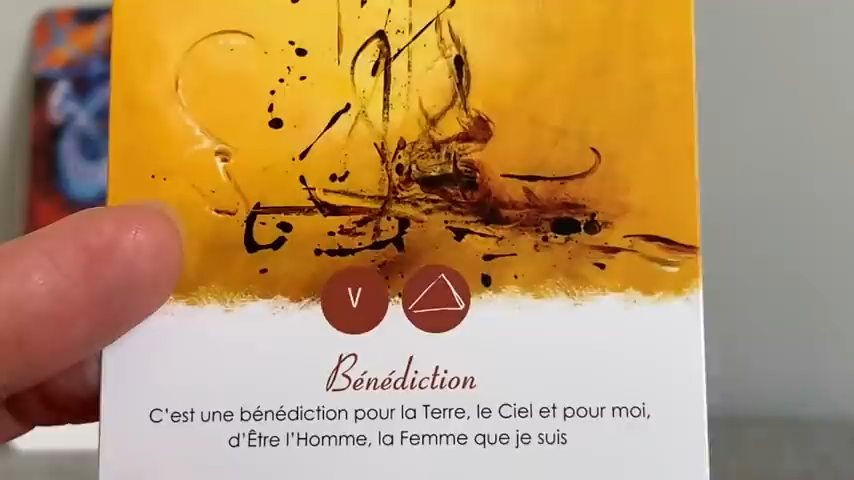 V
Bénédiction
C'est une bénédiction pour la Terre, le Ciel et pour moi,
d'Être l'Homme, la Femme que je suis